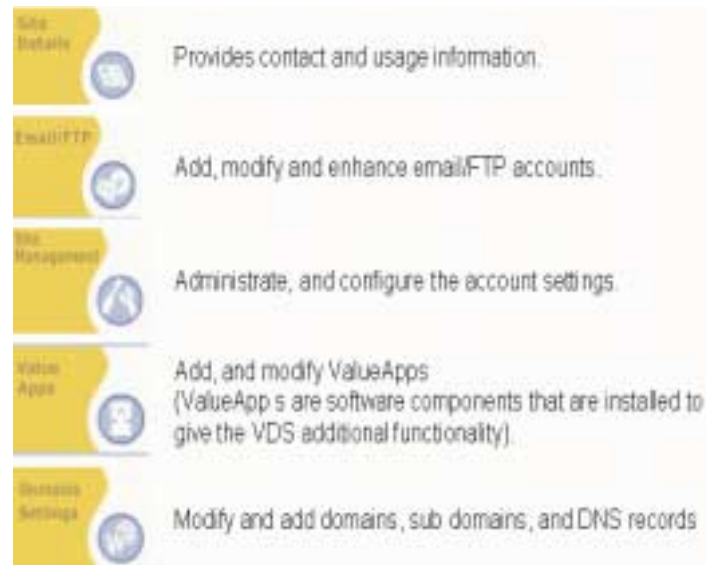 Site
Details
Provides contact and usage information.
Email/FTP
Add, modify and enhance email/FTP accounts.
Site
Management
Administrate, and configure the account settings.
Value
Apps
Add, and modify ValueApps
(ValueApp s are software components that are installed to
give the VDS additional functionality).
Domains
Settings
Modify and add domains, sub domains, and DNS records